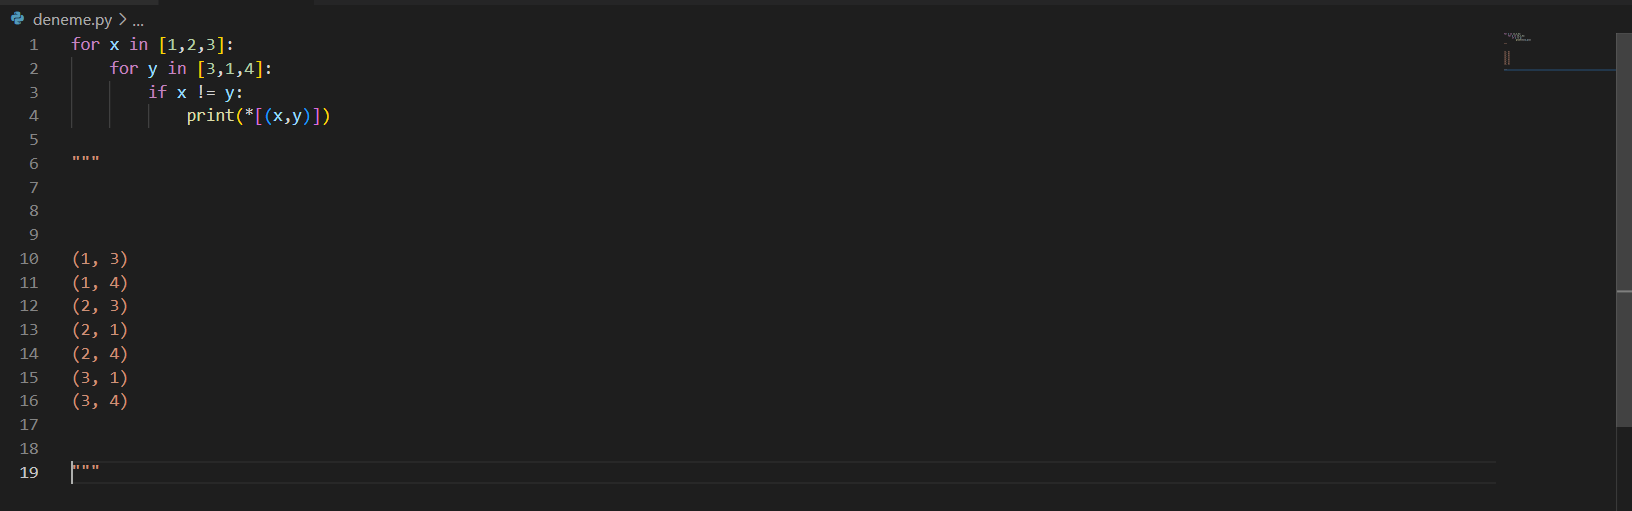 deneme.py > ...
1 for x in [1,2,3]:
2     for y in [3,1,4]:
3         if x != y:
4             print(*[(x,y)])
5
6 """
7
8
9
10 (1, 3)
11 (1, 4)
12 (2, 3)
13 (2, 1)
14 (2, 4)
15 (3, 1)
16 (3, 4)
17
18
19 """